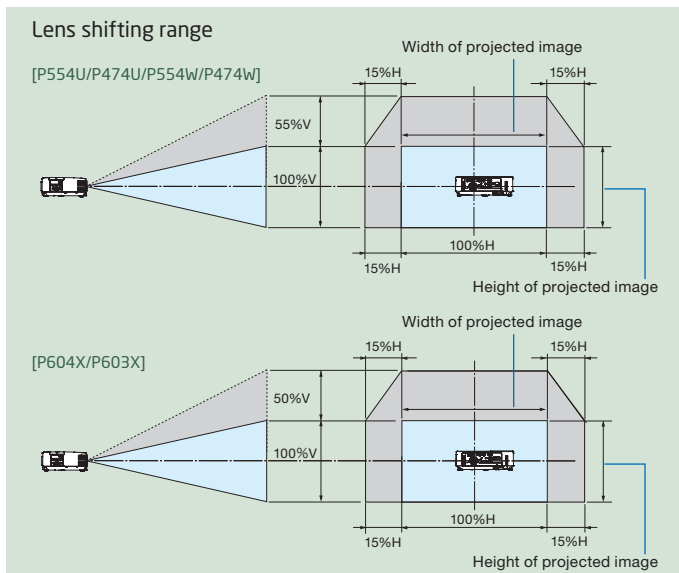 Lens shifting range
[P554U/P474U/P554W/P474W]
Width of projected image
15%H
15%H
55%V
100%V
100%H
15%H
15%H
Height of projected image
[P604X/P603X]
Width of projected image
15%H
15%H
50%V
100%V
100%H
15%H
15%H
Height of projected image